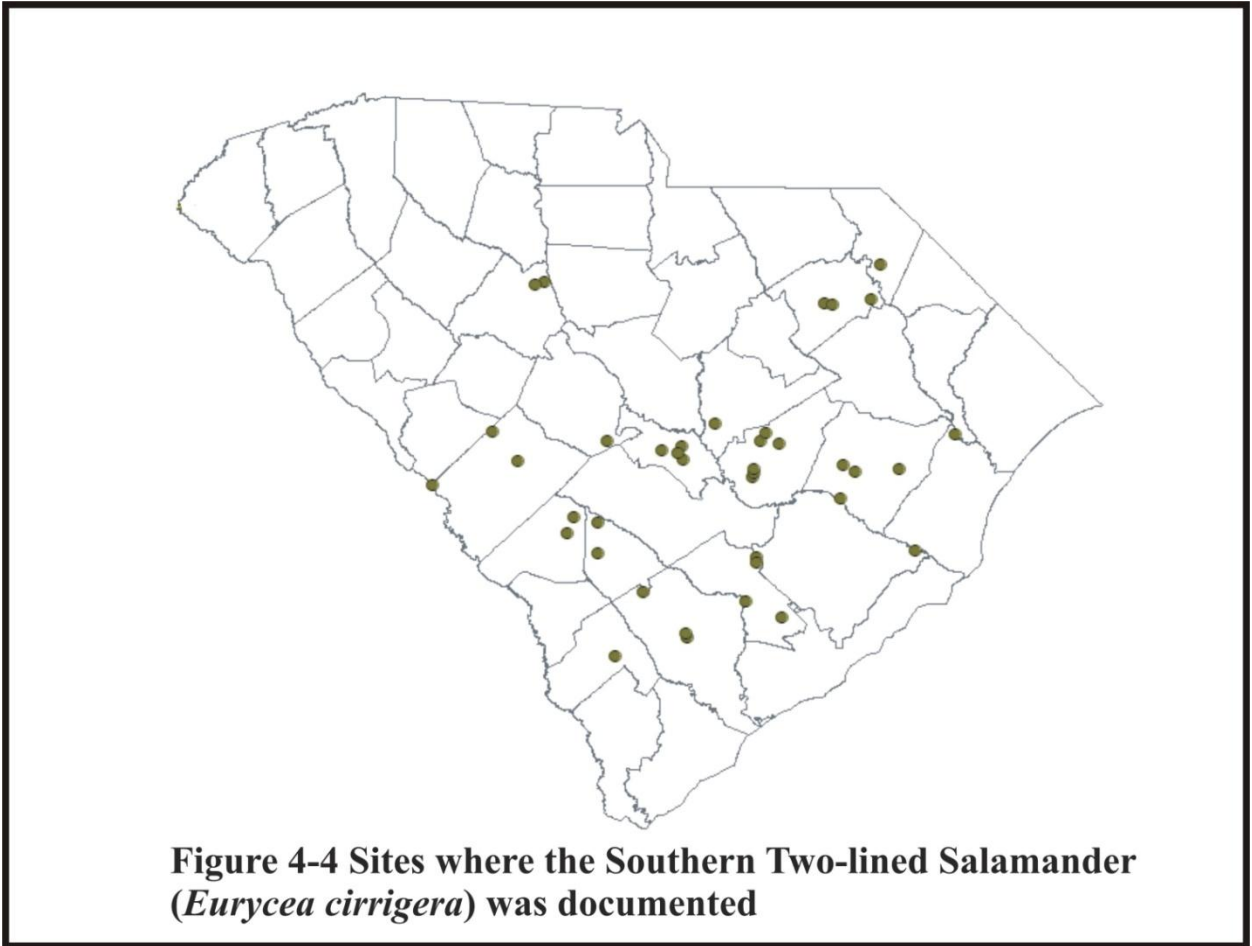 Figure 4-4 Sites where the Southern Two-lined Salamander
(Eurycea cirrigera) was documented